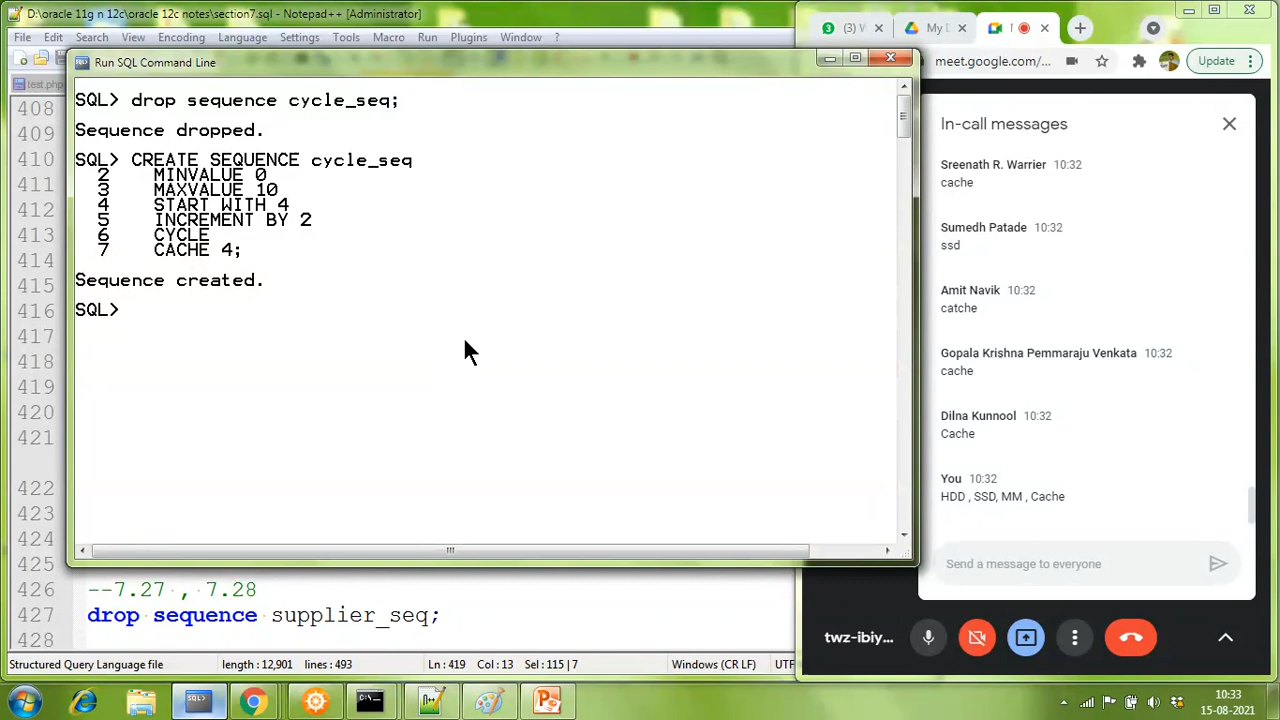 D:\oracle 11g n 12c\oracle 12c notes\section7.sql - Notepad++ [Administrator]
File Edit Search View Encoding Language Settings Tools Macro Run Plugins Window ?
test.php
Run SQL Command Line
SQL> drop sequence cycle_seq;
Sequence dropped.
SQL> CREATE SEQUENCE cycle_seq
2 MINVALUE 0
3 MAXVALUE 10
4 START WITH 4
5 INCREMENT BY 2
6 CYCLE
7 CACHE 4;
Sequence created.
SQL>
408
409
410
411
412
413
414
415
416
417
418
419
420
421
422
423
424
425
426 --7.27 , 7.28
427 drop sequence supplier_seq;
428
Structured Query Language file length : 12,901 lines : 493 Ln : 419 Col : 13 Sel : 115 | 7 Windows (CR LF)
(3) W
My D
meet.google.com/...
Update
In-call messages
Sreenath R. Warrier 10:32
cache
Sumedh Patade 10:32
ssd
Amit Navik 10:32
catche
Gopala Krishna Pemmaraju Venkata 10:32
cache
Dilna Kunnool 10:32
Cache
You 10:32
HDD , SSD, MM , Cache
Send a message to everyone
twz-ibiy...
10:33
15-08-2021